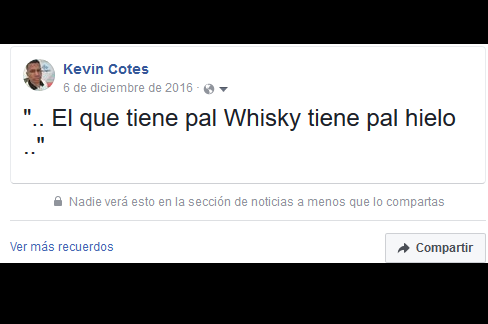 Kevin Cotes
6 de diciembre de 2016 ·
".. El que tiene pal Whisky tiene pal hielo
.."
Nadie verá esto en la sección de noticias a menos que lo compartas
Ver más recuerdos
Compartir